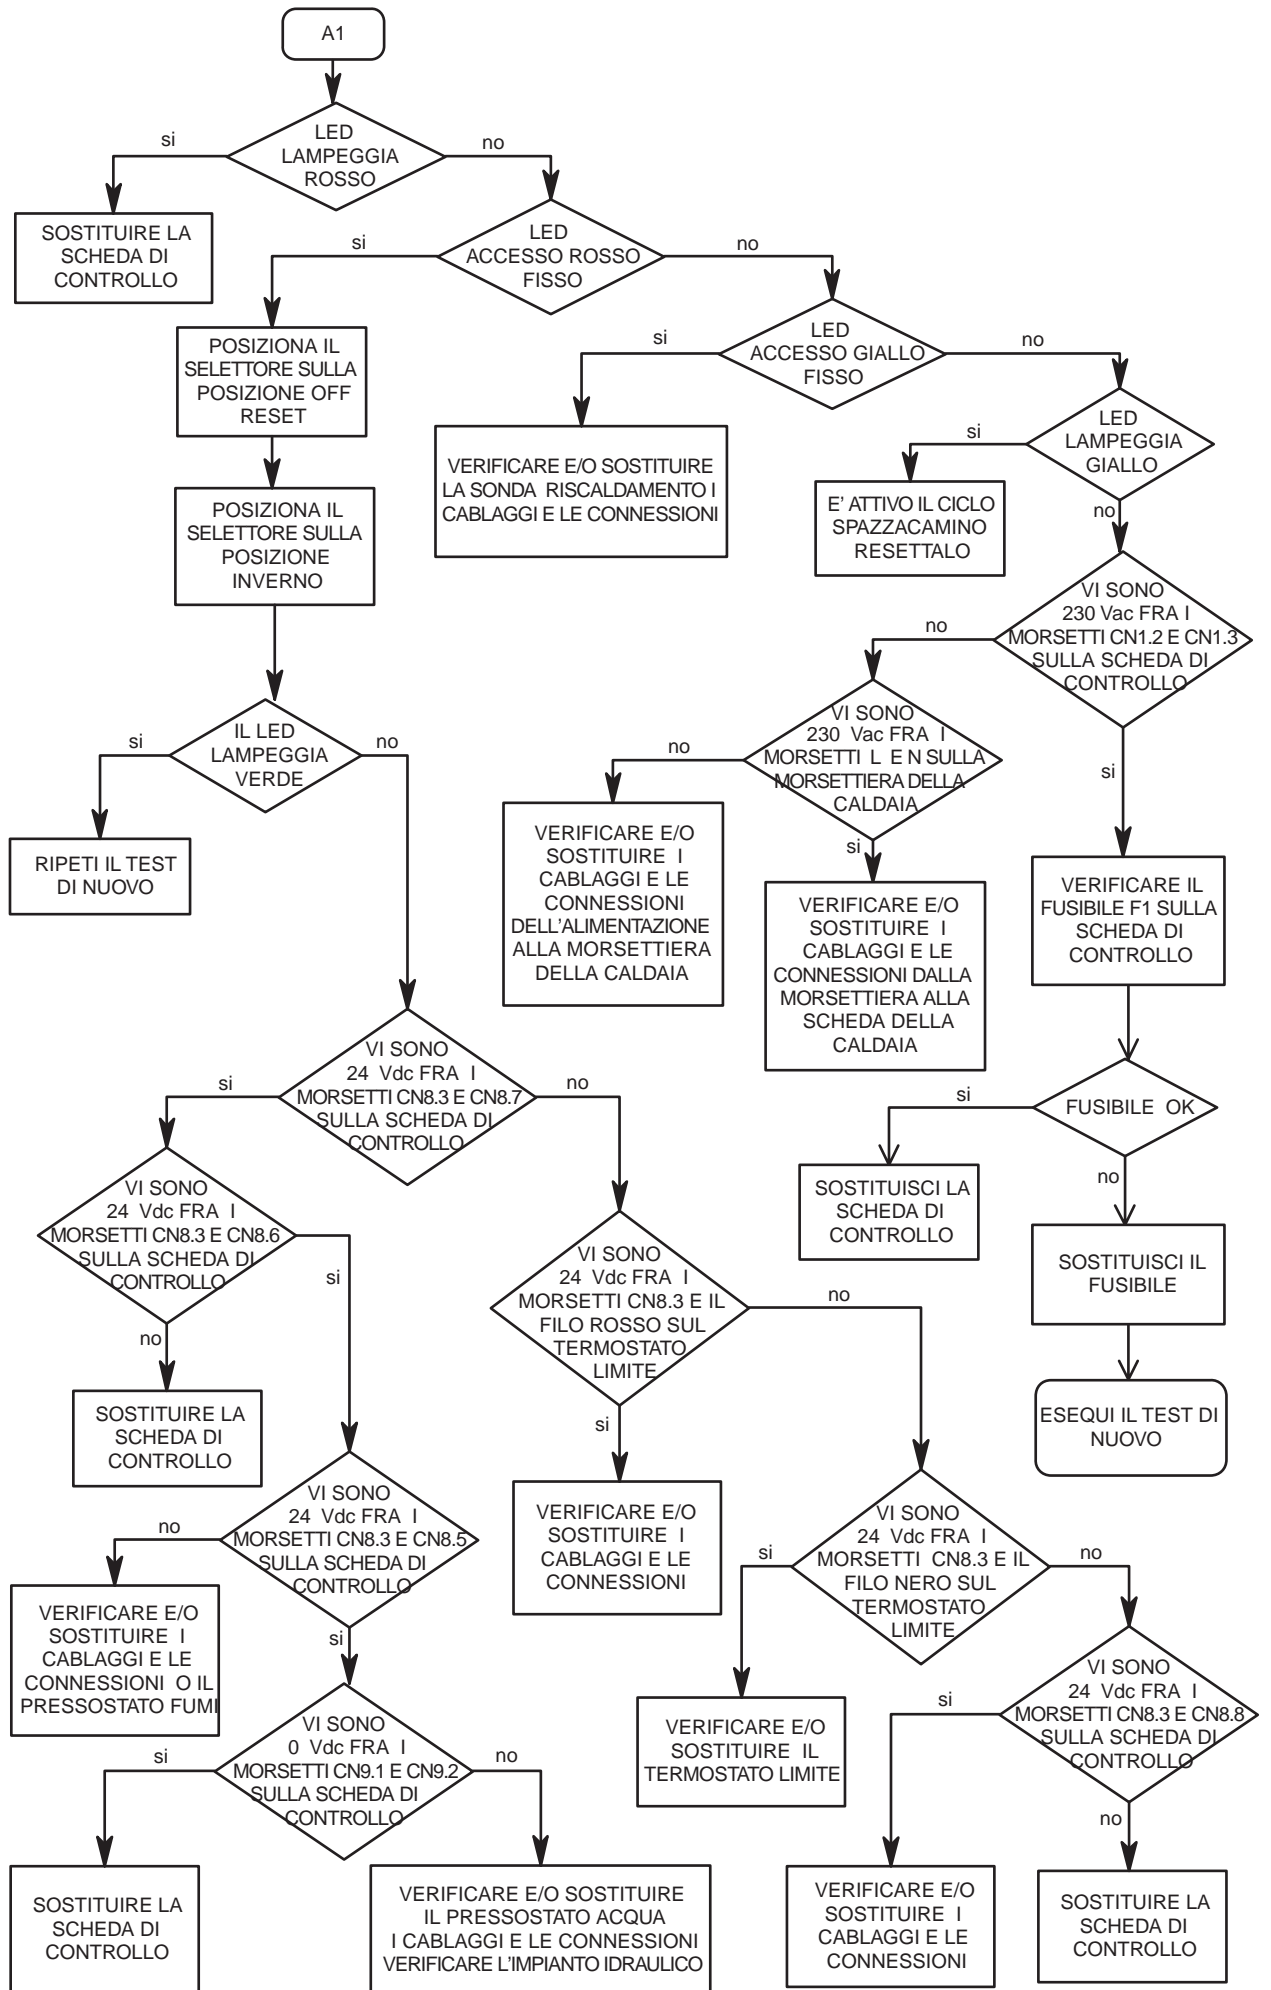 A1
LED
LAMPEGGIA
ROSSO
si
no
SOSTITUIRE LA
SCHEDA DI
CONTROLLO
LED
ACCESSO ROSSO
FISSO
si
no
POSIZIONA IL
SELETTORE SULLA
POSIZIONE OFF
RESET
LED
ACCESSO GIALLO
FISSO
si
no
VERIFICARE E/O SOSTITUIRE
LA SONDA RISCALDAMENTO I
CABLAGGI E LE CONNESSIONI
LED
LAMPEGGIA
GIALLO
si
no
E' ATTIVO IL CICLO
SPAZZACAMINO
RESETTALO
POSIZIONA IL
SELETTORE SULLA
POSIZIONE
INVERNO
VI SONO
230 Vac FRA I
MORSETTI CN1.2 E CN1.3
SULLA SCHEDA DI
CONTROLLO
no
si
IL LED
LAMPEGGIA
VERDE
si
no
RIPETI IL TEST
DI NUOVO
VI SONO
230 Vac FRA I
MORSETTI L E N SULLA
MORSETTIERA DELLA
CALDAIA
no
si
VERIFICARE E/O
SOSTITUIRE I
CABLAGGI E LE
CONNESSIONI
DELL'ALIMENTAZIONE
ALLA MORSETTIERA
DELLA CALDAIA
VERIFICARE E/O
SOSTITUIRE I
CABLAGGI E LE
CONNESSIONI DALLA
MORSETTIERA ALLA
SCHEDA DELLA
CALDAIA
VERIFICARE IL
FUSIBILE F1 SULLA
SCHEDA DI
CONTROLLO
FUSIBILE OK
si
no
SOSTITUISCI LA
SCHEDA DI
CONTROLLO
SOSTITUISCI IL
FUSIBILE
ESEQUI IL TEST DI
NUOVO
VI SONO
24 Vdc FRA I
MORSETTI CN8.3 E CN8.7
SULLA SCHEDA DI
CONTROLLO
si
no
VI SONO
24 Vdc FRA I
MORSETTI CN8.3 E CN8.6
SULLA SCHEDA DI
CONTROLLO
si
no
SOSTITUIRE LA
SCHEDA DI
CONTROLLO
VI SONO
24 Vdc FRA I
MORSETTI CN8.3 E IL
FILO ROSSO SUL
TERMOSTATO
LIMITE
no
si
VERIFICARE E/O
SOSTITUIRE I
CABLAGGI E LE
CONNESSIONI
VI SONO
24 Vdc FRA I
MORSETTI CN8.3 E CN8.5
SULLA SCHEDA DI
CONTROLLO
no
si
VERIFICARE E/O
SOSTITUIRE I
CABLAGGI E LE
CONNESSIONI O IL
PRESSOSTATO FUMI
VI SONO
24 Vdc FRA I
MORSETTI CN8.3 E IL
FILO NERO SUL
TERMOSTATO
LIMITE
si
no
VERIFICARE E/O
SOSTITUIRE IL
TERMOSTATO LIMITE
VI SONO
24 Vdc FRA I
MORSETTI CN8.3 E CN8.8
SULLA SCHEDA DI
CONTROLLO
si
no
VI SONO
0 Vdc FRA I
MORSETTI CN9.1 E CN9.2
SULLA SCHEDA DI
CONTROLLO
si
no
SOSTITUIRE LA
SCHEDA DI
CONTROLLO
VERIFICARE E/O SOSTITUIRE
IL PRESSOSTATO ACQUA
I CABLAGGI E LE CONNESSIONI
VERIFICARE L'IMPIANTO IDRAULICO
VERIFICARE E/O
SOSTITUIRE I
CABLAGGI E LE
CONNESSIONI
SOSTITUIRE LA
SCHEDA DI
CONTROLLO